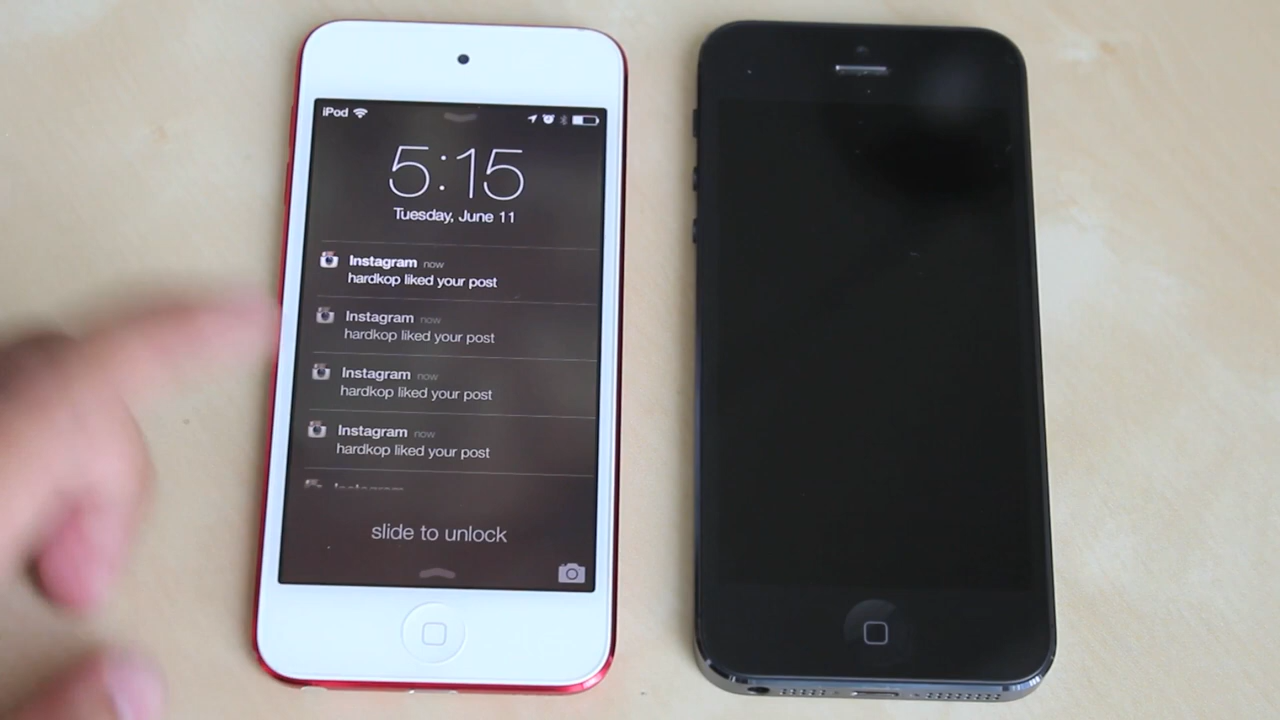 iPod
5:15
Tuesday, June 11
Instagram now
hardkop liked your post
Instagram now
hardkop liked your post
Instagram now
hardkop liked your post
Instagram now
hardkop liked your post
Instagram
slide to unlock